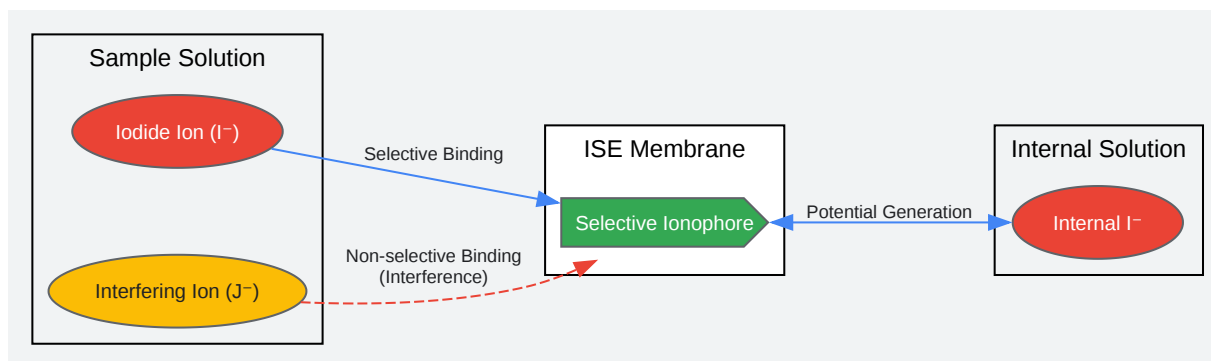 Sample Solution
Iodide Ion (I⁻)
Interfering Ion (J⁻)
Selective Binding
Non-selective Binding
(Interference)
ISE Membrane
Selective Ionophore
Potential Generation
Internal Solution
Internal I⁻